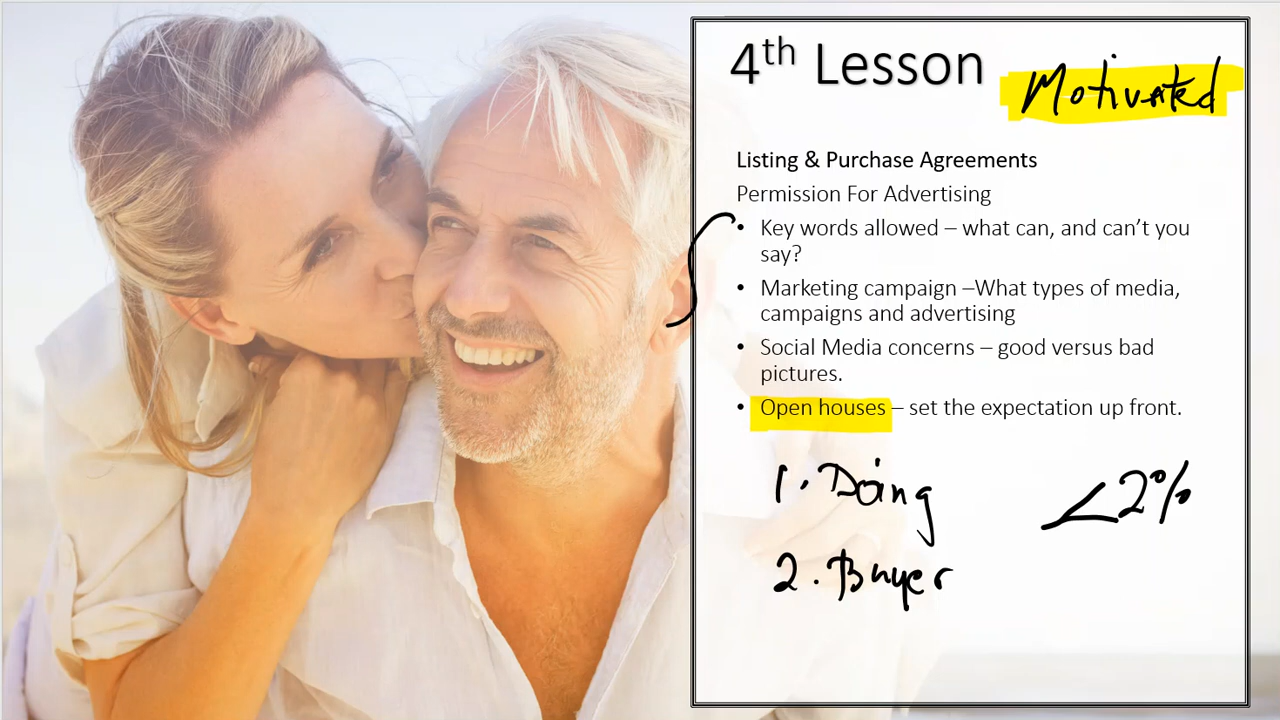 4th Lesson
Motivated
Listing & Purchase Agreements
Permission For Advertising
• Key words allowed – what can, and can’t you
say?
• Marketing campaign –What types of media,
campaigns and advertising
• Social Media concerns – good versus bad
pictures.
• Open houses – set the expectation up front.
1. Doing <2%
2. Buyer